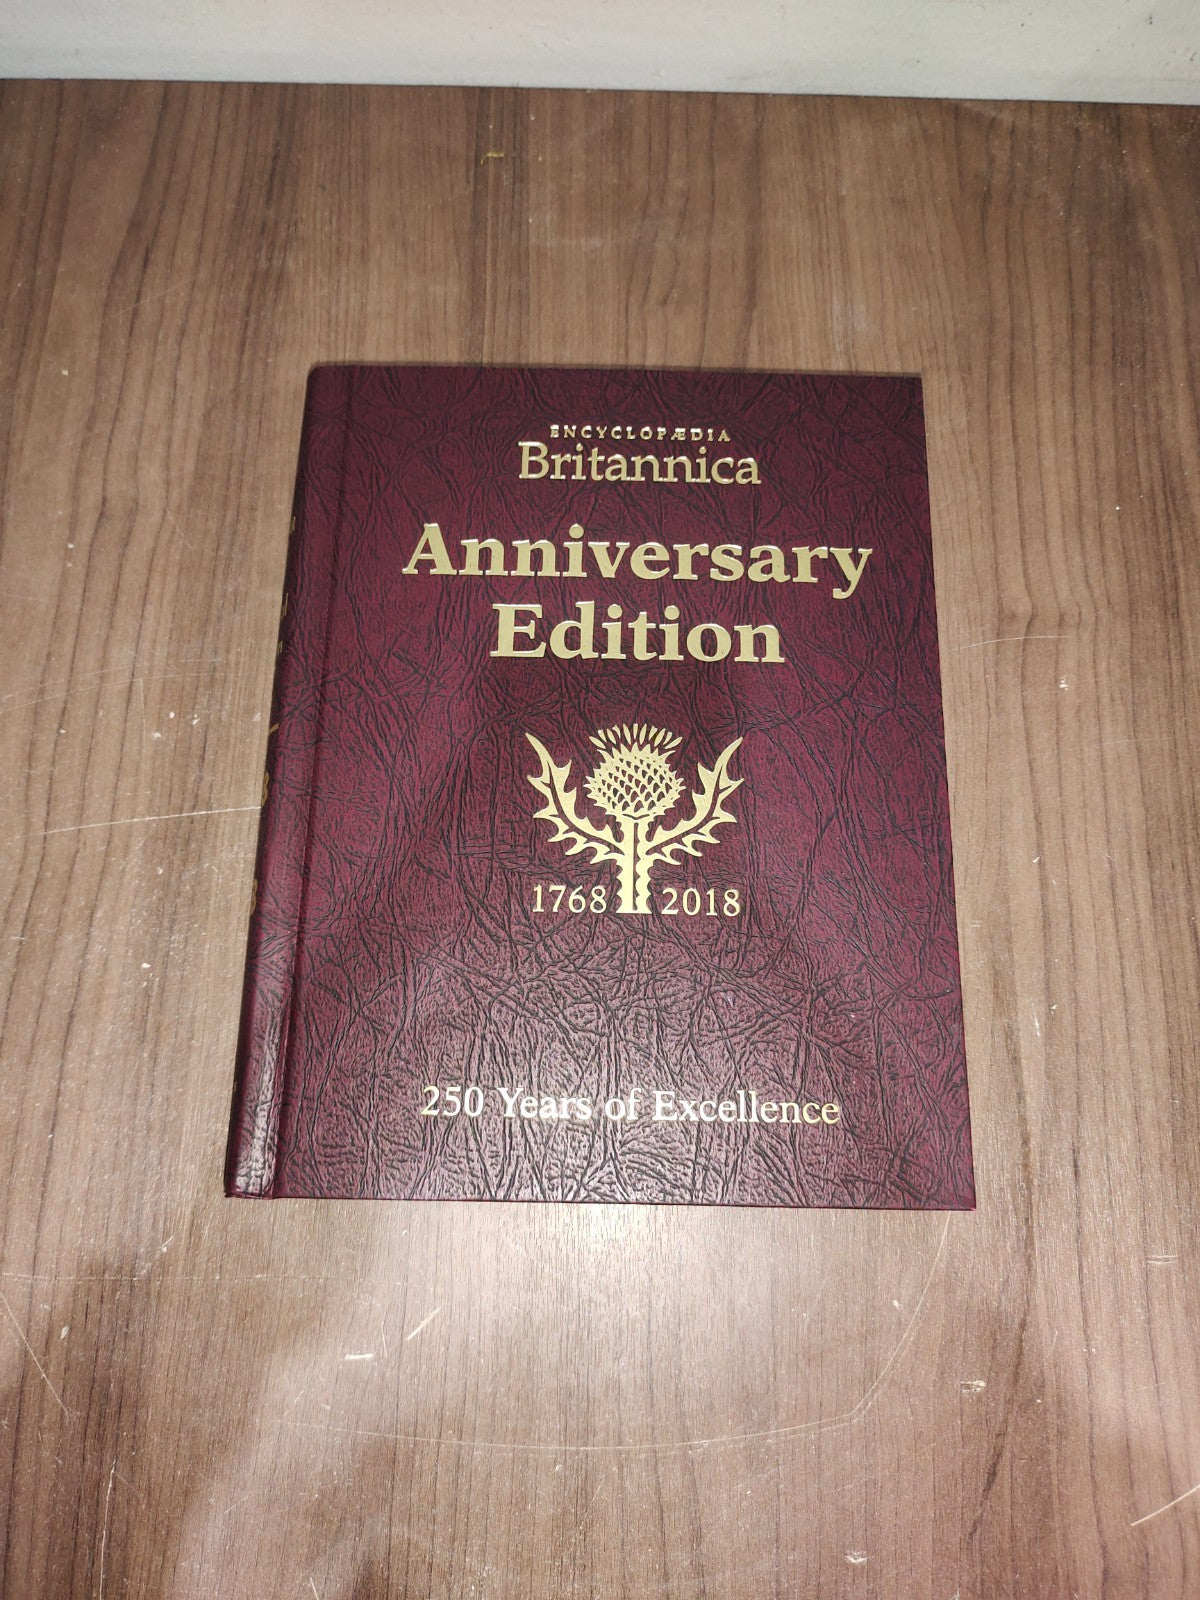 ENCYCLOPÆDIA
Britannica
Anniversary
Edition
1768 2018
250 Years of Excellence